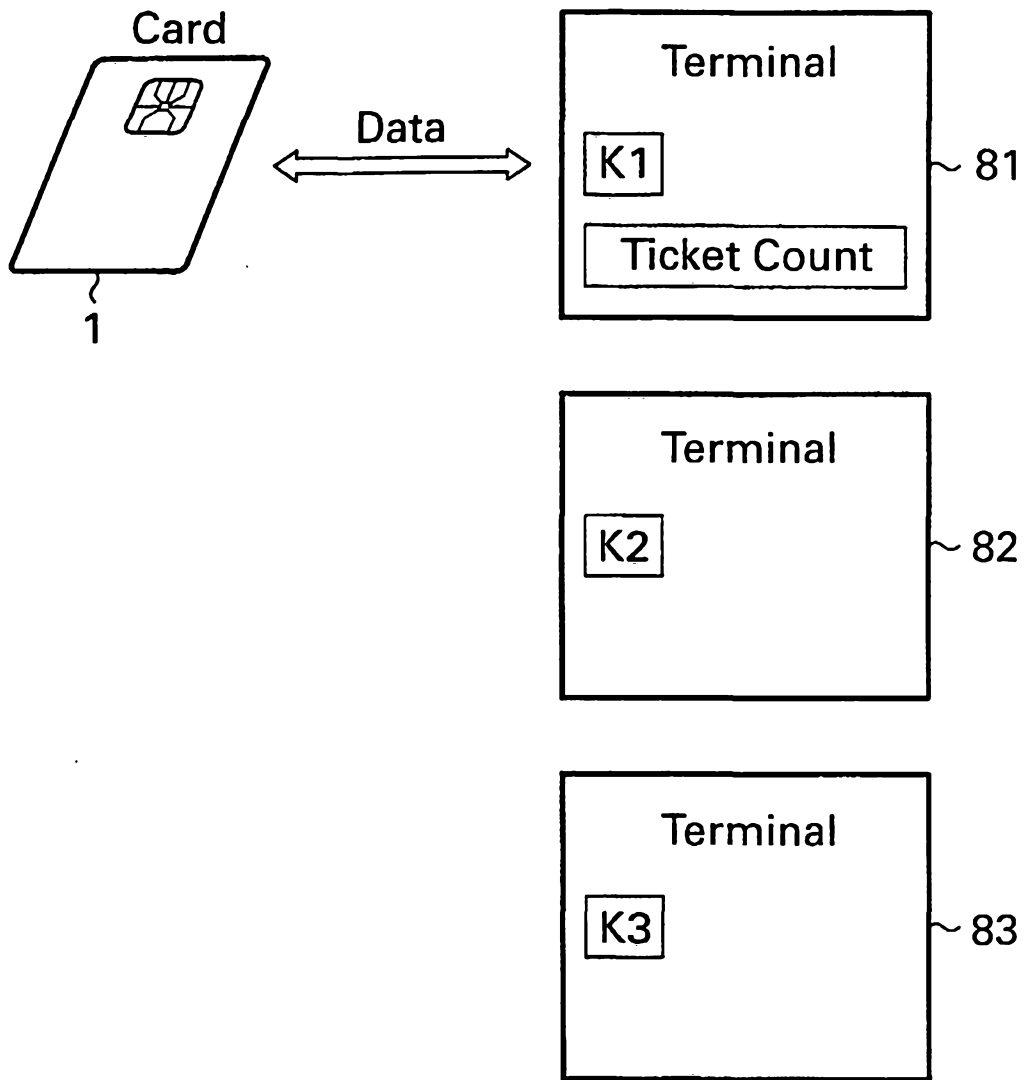 Card
Data
1
Terminal
K1
Ticket Count
81
Terminal
K2
82
Terminal
K3
83